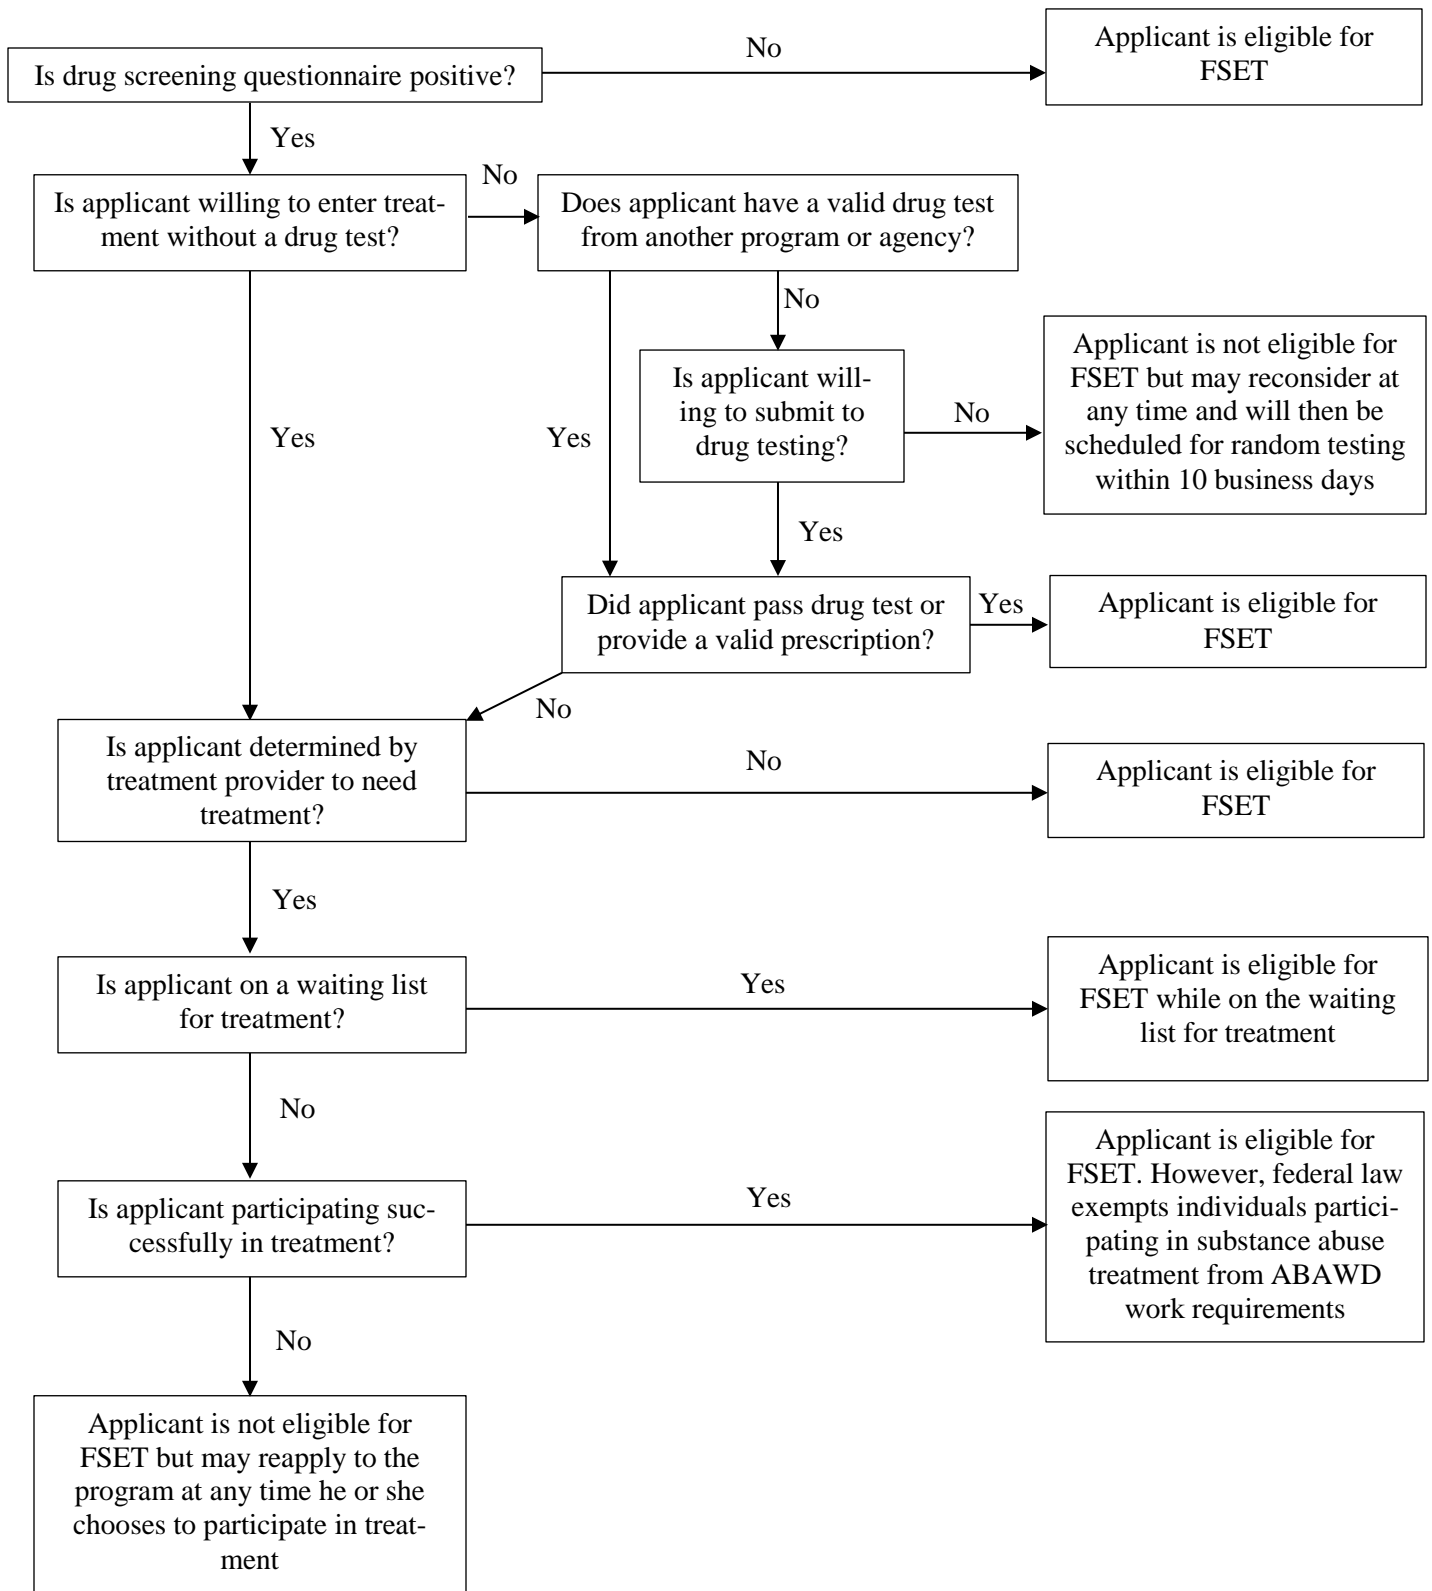 No
Applicant is eligible for
FSET
Is drug screening questionnaire positive?
Yes
Is applicant willing to enter treat-
ment without a drug test?
No
Does applicant have a valid drug test
from another program or agency?
No
Yes
Yes
Is applicant will-
ing to submit to
drug testing?
No
Applicant is not eligible for
FSET but may reconsider at
any time and will then be
scheduled for random testing
within 10 business days
Yes
Did applicant pass drug test or
provide a valid prescription?
Yes
Applicant is eligible for
FSET
No
Is applicant determined by
treatment provider to need
treatment?
No
Applicant is eligible for
FSET
Yes
Is applicant on a waiting list
for treatment?
Yes
Applicant is eligible for
FSET while on the waiting
list for treatment
No
Is applicant participating suc-
cessfully in treatment?
Yes
Applicant is eligible for
FSET. However, federal law
exempts individuals partici-
pating in substance abuse
treatment from ABAWD
work requirements
No
Applicant is not eligible for
FSET but may reapply to the
program at any time he or she
chooses to participate in treat-
ment